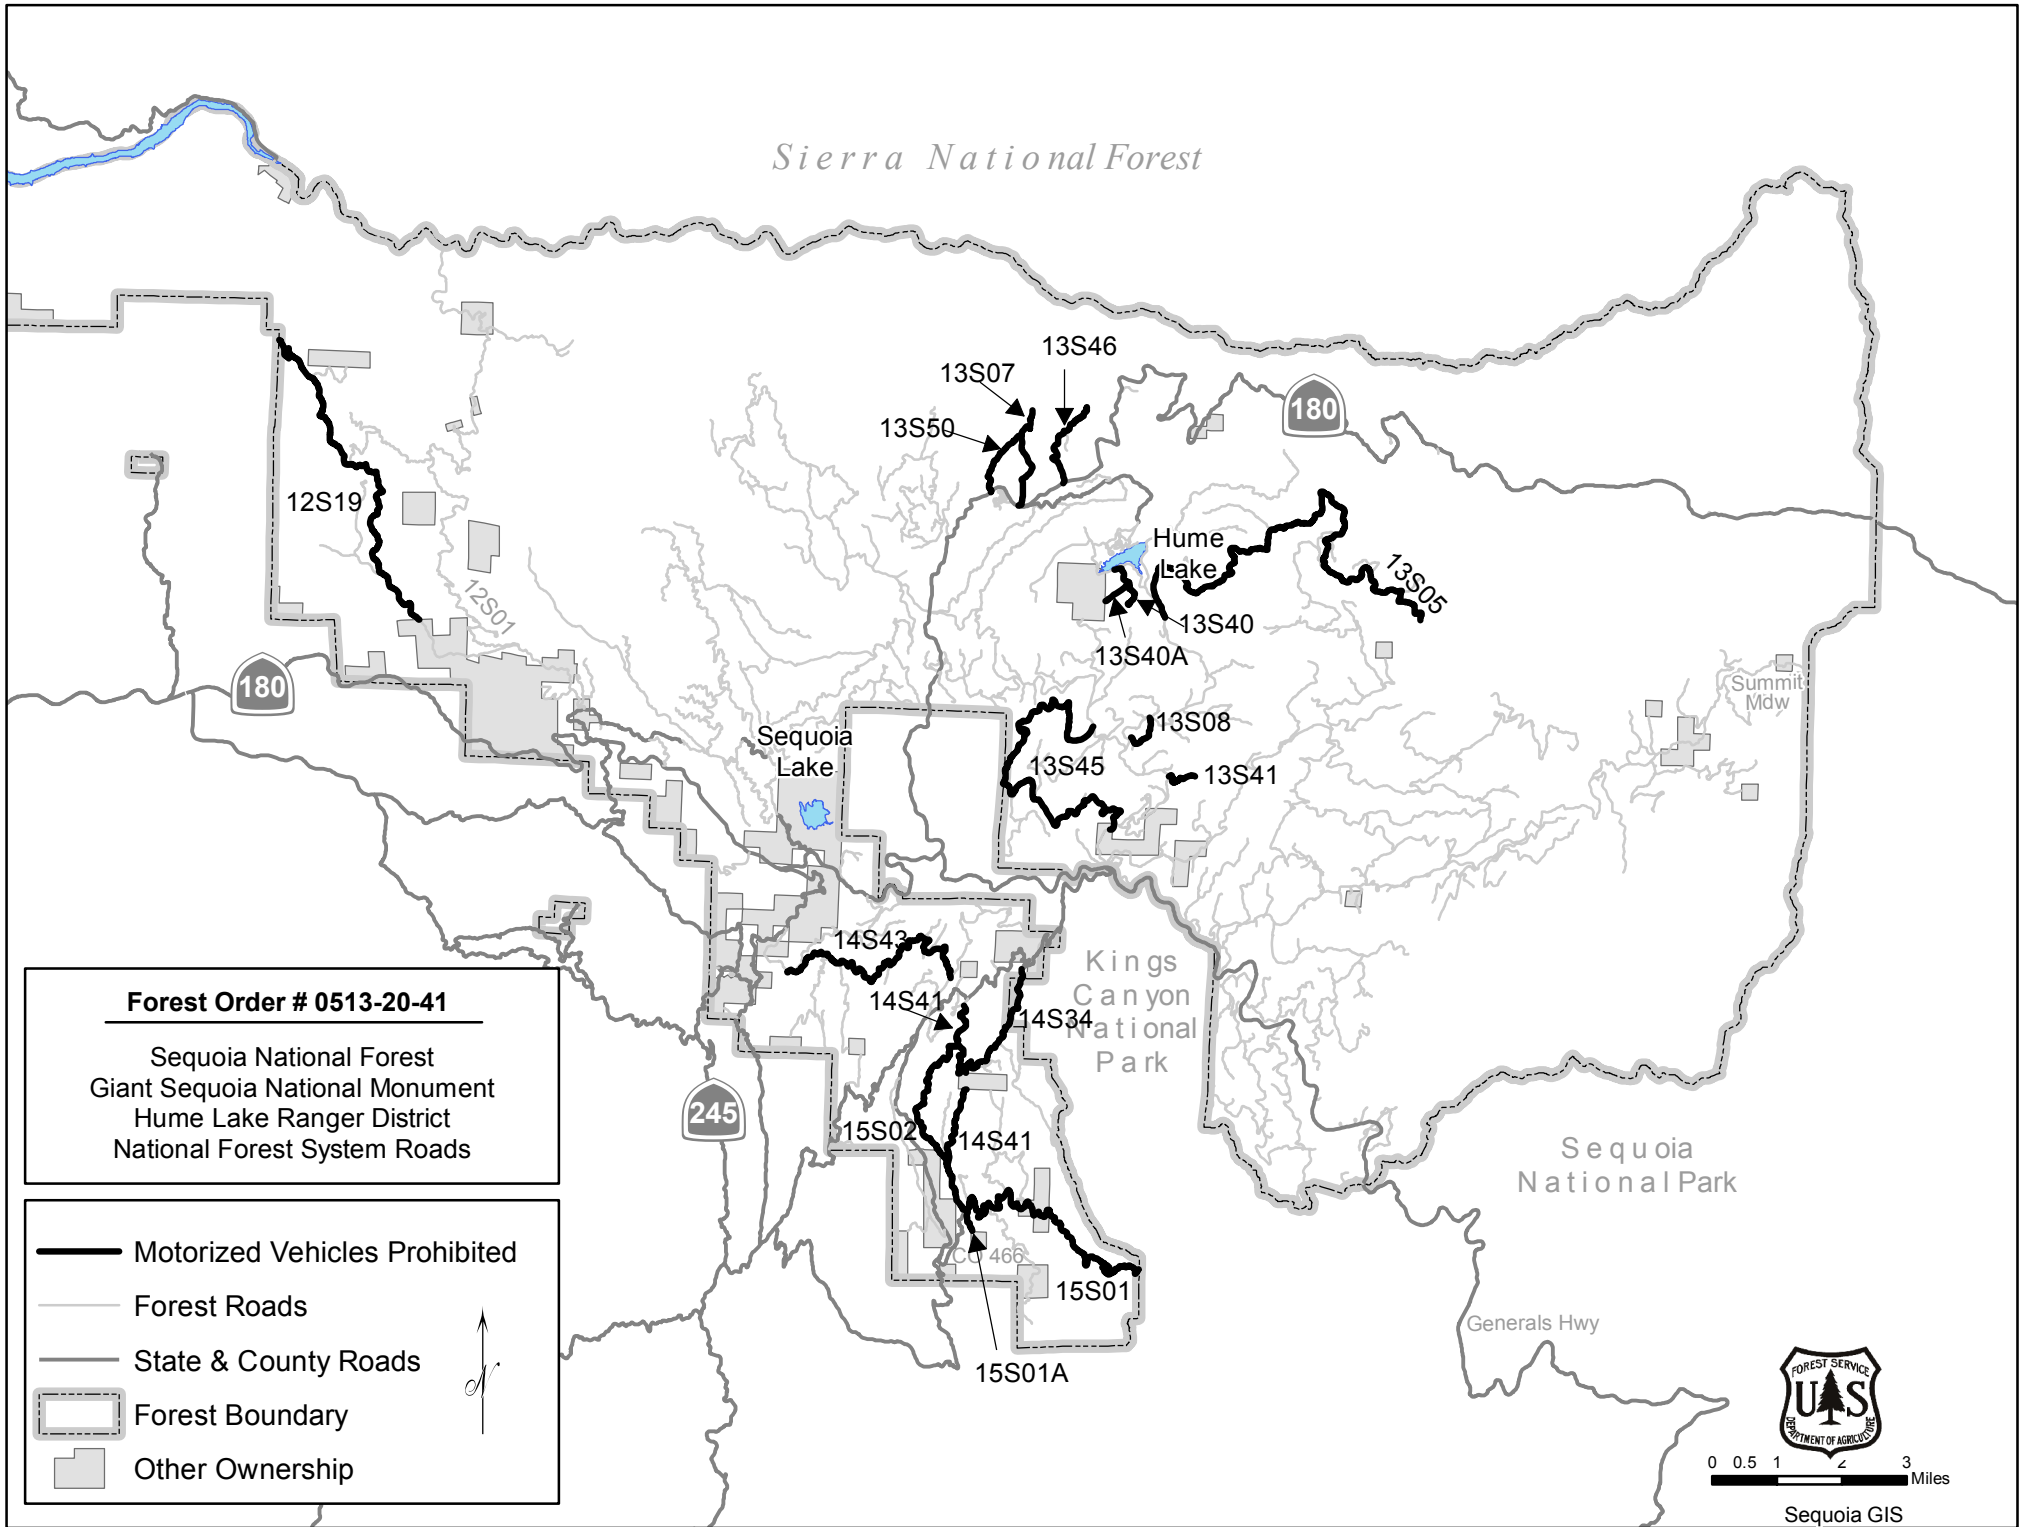 Sierra National Forest
13S46
13S07
180
13S50
12S19
Hume
Lake
13S05
12S01
13S40
13S40A
180
Summit
Mdw
13S08
Sequoia
Lake
13S45
13S41
14S43
Kings
Canyon
National
Park
14S41
14S34
Forest Order # 0513-20-41
Sequoia National Forest
Giant Sequoia National Monument
Hume Lake Ranger District
National Forest System Roads
245
15S02
14S41
Sequoia
National Park
Motorized Vehicles Prohibited
Forest Roads
State & County Roads
Forest Boundary
Other Ownership
N
CO 466
15S01
15S01A
Generals Hwy
FOREST SERVICE
U S
DEPARTMENT OF AGRICULTURE
0 0.5 1 2 3
Miles
Sequoia GIS